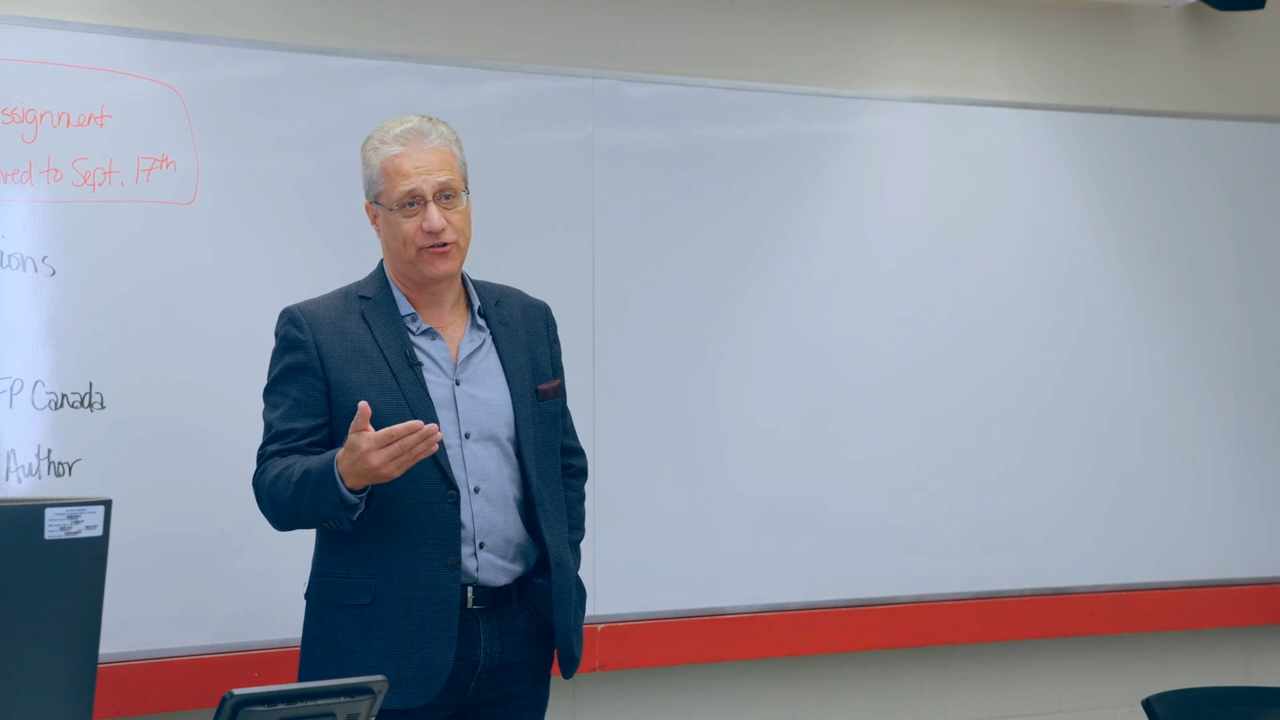 ssignment
ved to Sept. 17th
ions
FP Canada
Author